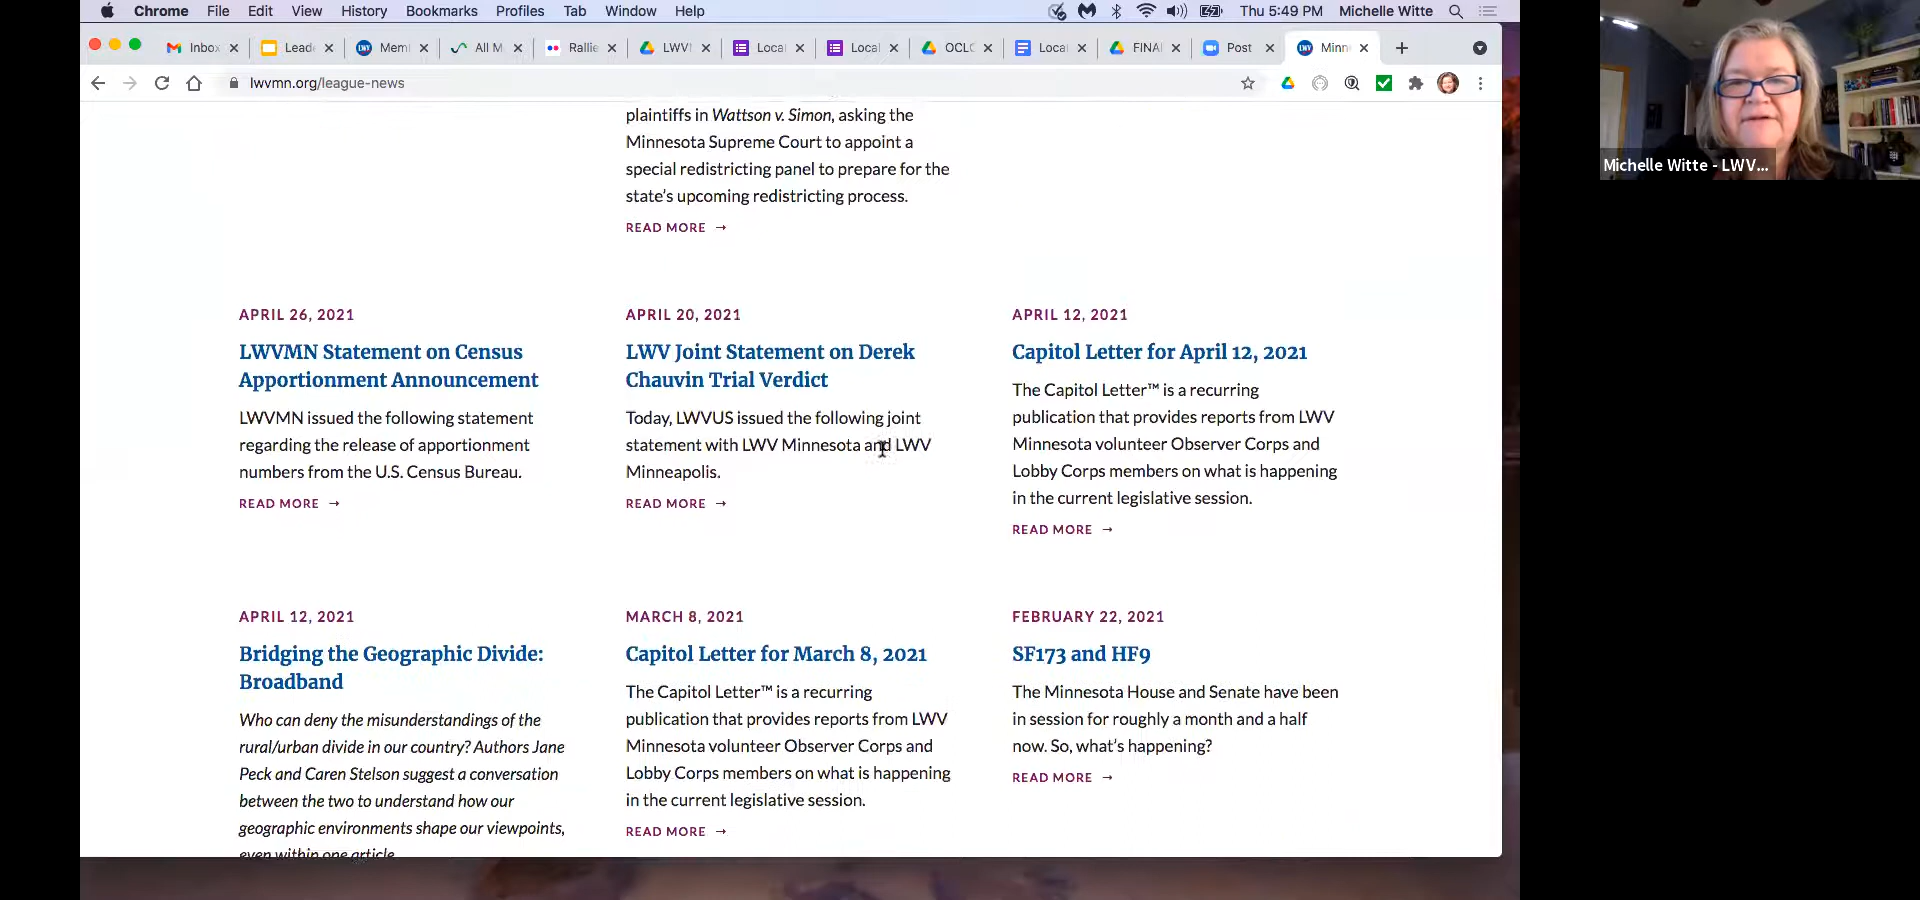 Chrome File Edit View History Bookmarks Profiles Tab Window Help Thu 5:49 PM Michelle Witte
Inbox Lead Mem All M Rallie LWV Local Local OCLC Local FINA Post Minn
lwvmn.org/league-news
plaintiffs in Wattson v. Simon, asking the
Minnesota Supreme Court to appoint a
special redistricting panel to prepare for the
state's upcoming redistricting process.
READ MORE →
APRIL 26, 2021
LWVMN Statement on Census
Apportionment Announcement
LWVMN issued the following statement
regarding the release of apportionment
numbers from the U.S. Census Bureau.
READ MORE →
APRIL 20, 2021
LWV Joint Statement on Derek
Chauvin Trial Verdict
Today, LWVUS issued the following joint
statement with LWV Minnesota and LWV
Minneapolis.
READ MORE →
APRIL 12, 2021
Capitol Letter for April 12, 2021
The Capitol Letter™ is a recurring
publication that provides reports from LWV
Minnesota volunteer Observer Corps and
Lobby Corps members on what is happening
in the current legislative session.
READ MORE →
APRIL 12, 2021
Bridging the Geographic Divide:
Broadband
Who can deny the misunderstandings of the
rural/urban divide in our country? Authors Jane
Peck and Caren Stelson suggest a conversation
between the two to understand how our
geographic environments shape our viewpoints,
even within one article.
MARCH 8, 2021
Capitol Letter for March 8, 2021
The Capitol Letter™ is a recurring
publication that provides reports from LWV
Minnesota volunteer Observer Corps and
Lobby Corps members on what is happening
in the current legislative session.
READ MORE →
FEBRUARY 22, 2021
SF173 and HF9
The Minnesota House and Senate have been
in session for roughly a month and a half
now. So, what's happening?
READ MORE →
Michelle Witte - LWV...